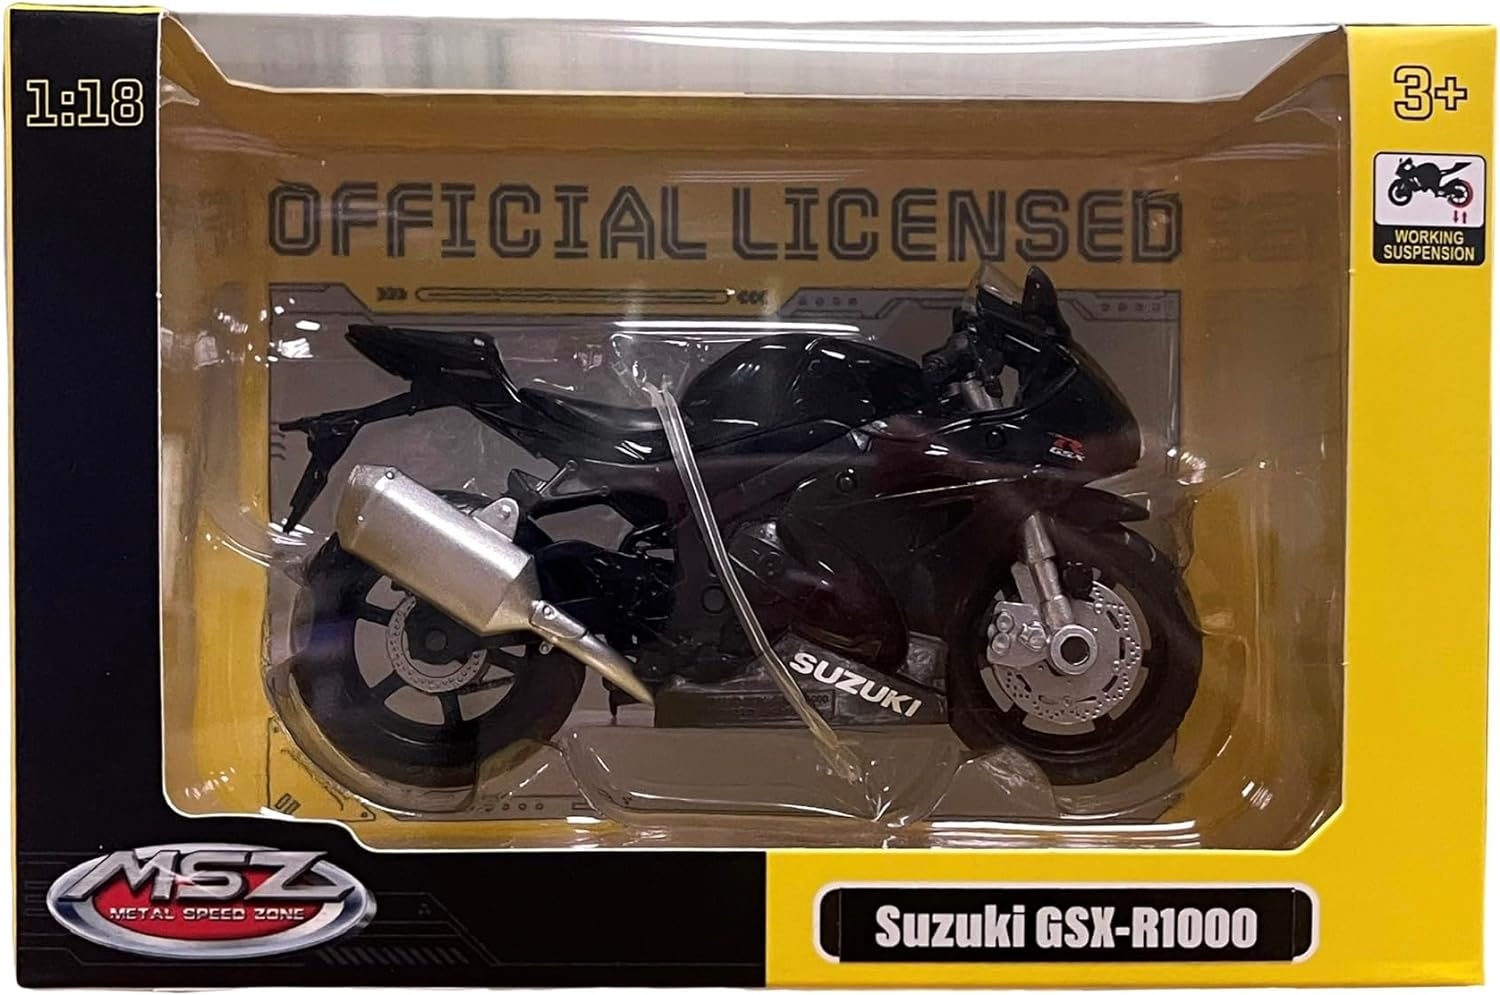 1:18
3+
OFFICIAL LICENSED
WORKING
SUSPENSION
GSX
SUZUKI
MSZ
METAL SPEED ZONE
Suzuki GSX-R1000